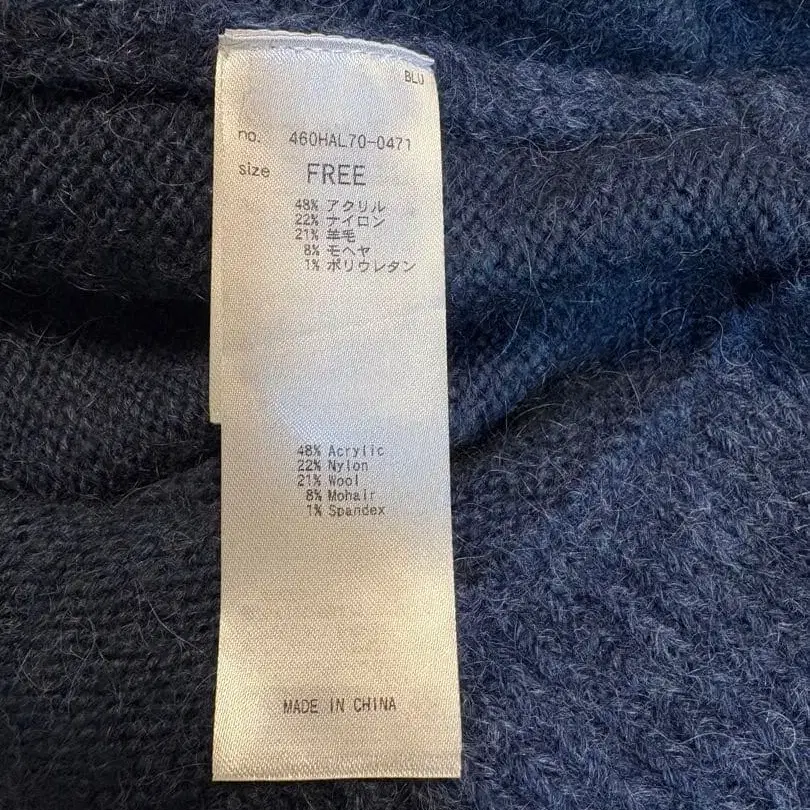 BLU
no. 460HAL70-0471
size FREE
48% アクリル
22% ナイロン
21% 羊毛
8% モヘヤ
1% ポリウレタン
48% Acrylic
22% Nylon
21% Wool
8% Mohair
1% Spandex
MADE IN CHINA